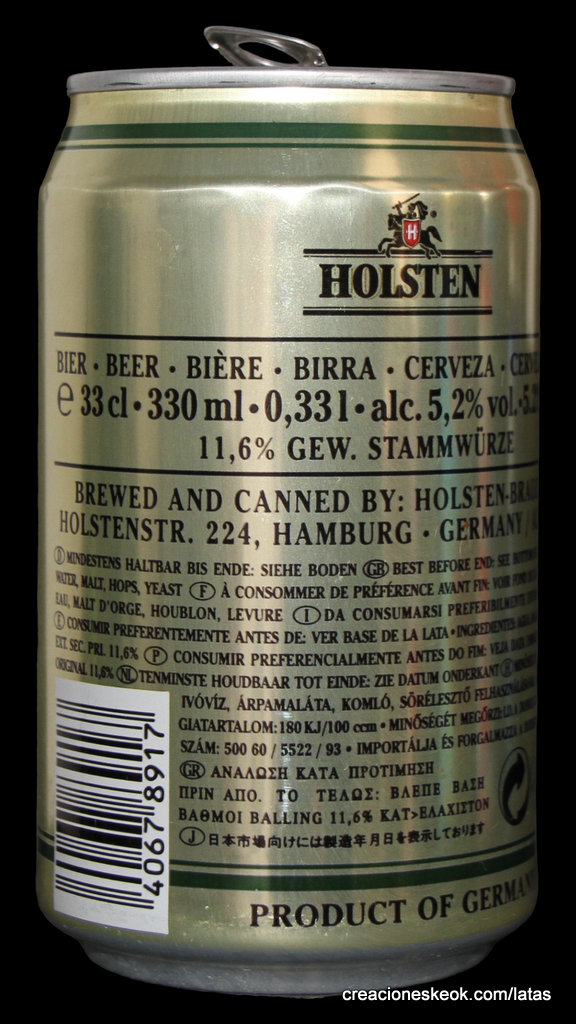 H
HOLSTEN
BIER · BEER · BIÈRE · BIRRA · CERVEZA ·
℮ 33 cl · 330 ml · 0,33 l · alc. 5,2% vol. ·
11,6% GEW. STAMMWÜRZE
BREWED AND CANNED BY: HOLSTEN-
HOLSTENSTR. 224, HAMBURG · GERMANY /
Ⓓ MINDESTENS HALTBAR BIS ENDE: SIEHE BODEN (GB) BEST BEFORE END: SEE
WATER, MALT, HOPS, YEAST Ⓕ À CONSOMMER DE PRÉFÉRENCE AVANT FIN: VOIR FOND
EAU, MALT D'ORGE, HOUBLON, LEVURE Ⓘ DA CONSUMARSI PREFERIBILMENTE
Ⓔ CONSUMIR PREFERENTEMENTE ANTES DE: VER BASE DE LA LATA • INGREDIENTES:
EXT. SEC. PRI. 11,6% Ⓟ CONSUMIR PREFERENCIALMENTE ANTES DO FIM: VEJA
ORIGINAL 11,6% (NL) TENMINSTE HOUDBAAR TOT EINDE: ZIE DATUM ONDERKANT Ⓗ
IVÓVÍZ, ÁRPAMALÁTA, KOMLÓ, SÖRÉLESZTŐ
GIATARTALOM: 180 KJ/100 ccm • MINŐSÉGÉT MEGŐRZI:
SZÁM: 500 60 / 5522 / 93 • IMPORTÁLJA ÉS FORGALMAZZA
(GR) ΑΝΑΛΩΣΗ ΚΑΤΑ ΠΡΟΤΙΜΗΣΗ
ΠΡΙΝ ΑΠΟ. ΤΟ ΤΕΛΩΣ: ΒΛΕΠΕ ΒΑΣΗ
ΒΑΘΜΟΙ BALLING 11,6% ΚΑΤ>ΕΛΑΧΙΣΤΟΝ
Ⓙ 日本市場向けには製造年月日を表示しております
4067 8917
PRODUCT OF GERMANY
creacioneskeok.com/latas